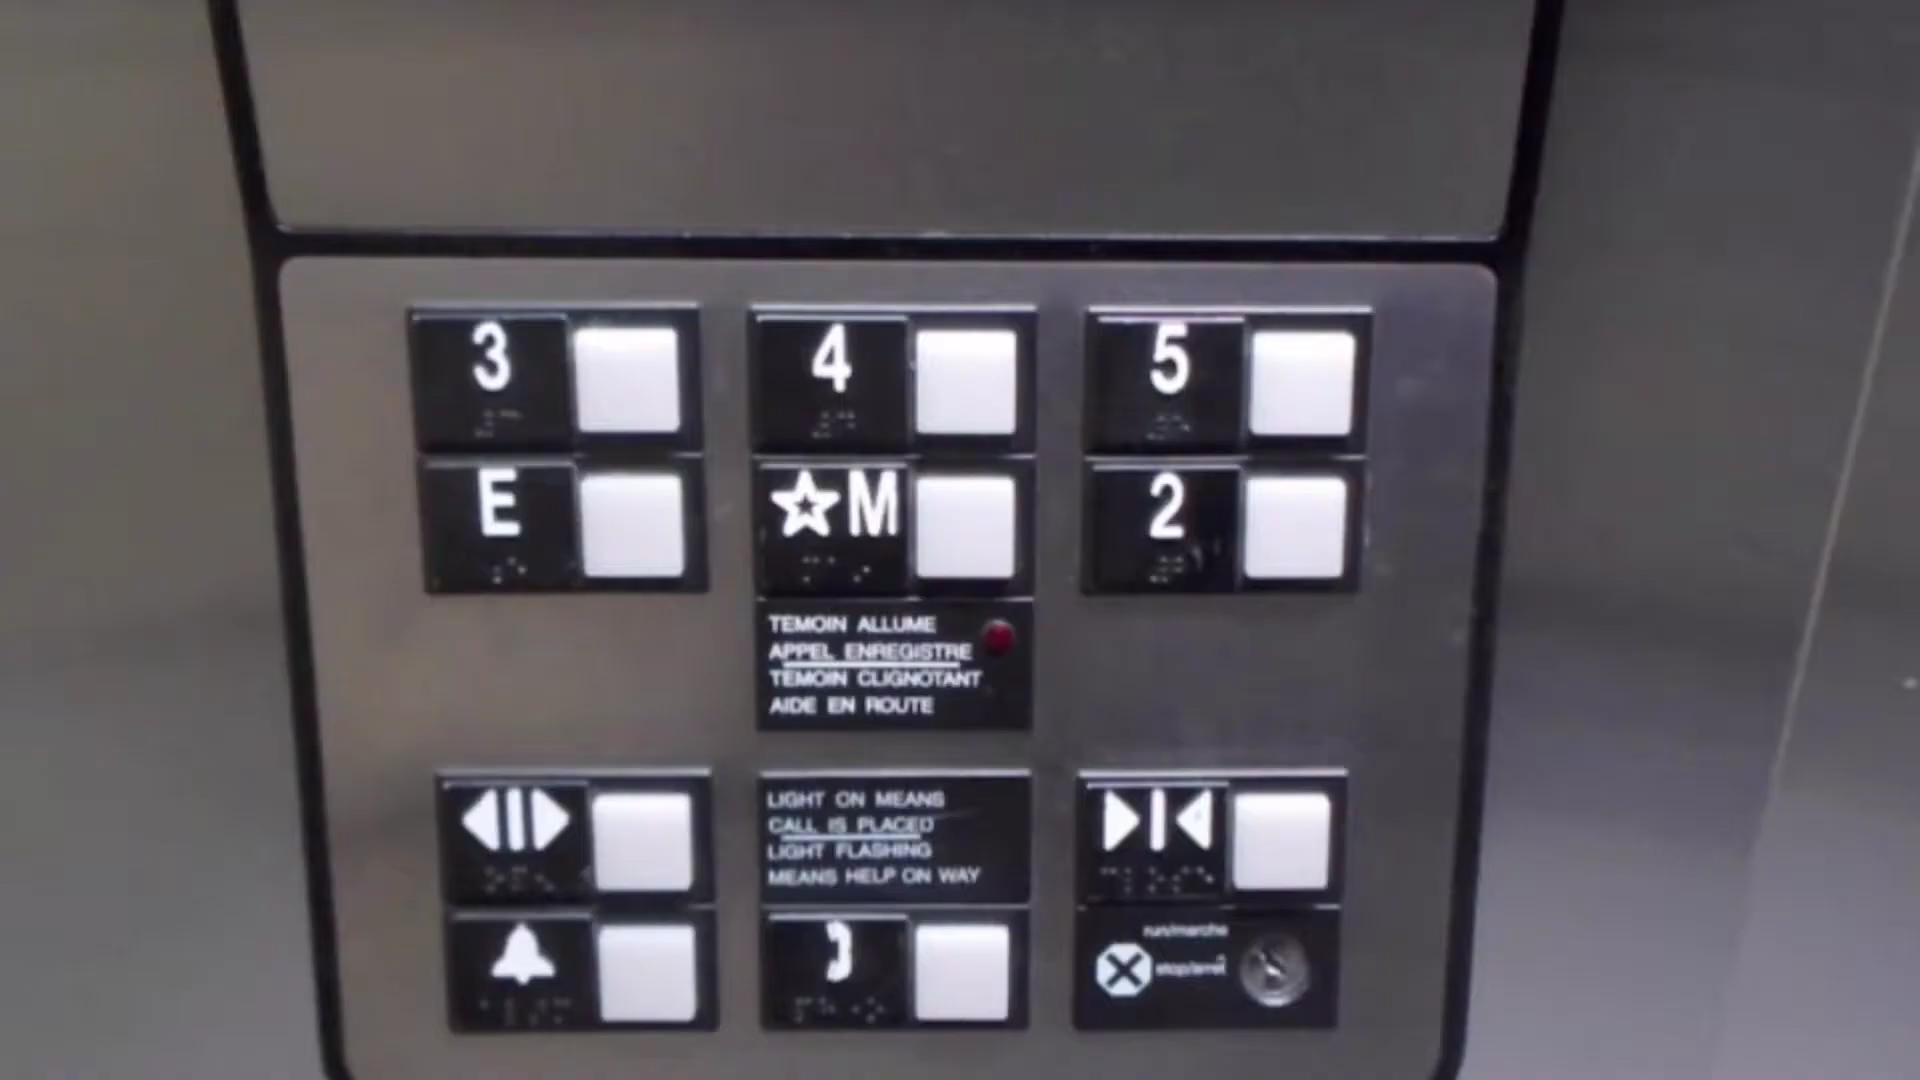 3 4 5
E ☆M 2
TEMOIN ALLUME
APPEL ENREGISTRE
TEMOIN CLIGNOTANT
AIDE EN ROUTE
LIGHT ON MEANS
CALL IS PLACED
LIGHT FLASHING
MEANS HELP ON WAY
run/marche
stop/arrêt